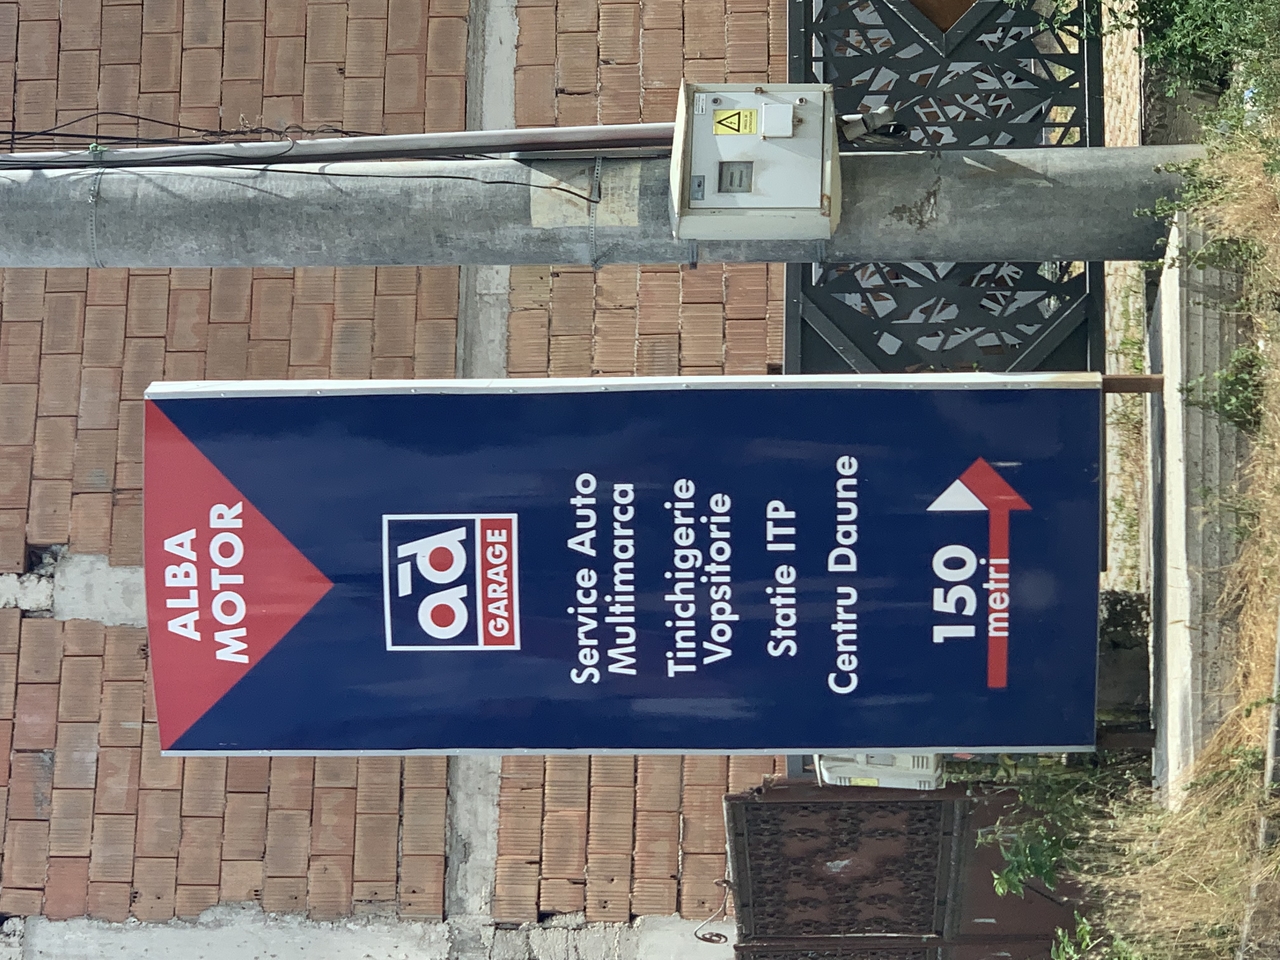 ALBA
MOTOR
ad
GARAGE
Service Auto
Multimarca
Tinichigerie
Vopsitorie
Statie ITP
Centru Daune
150
metri